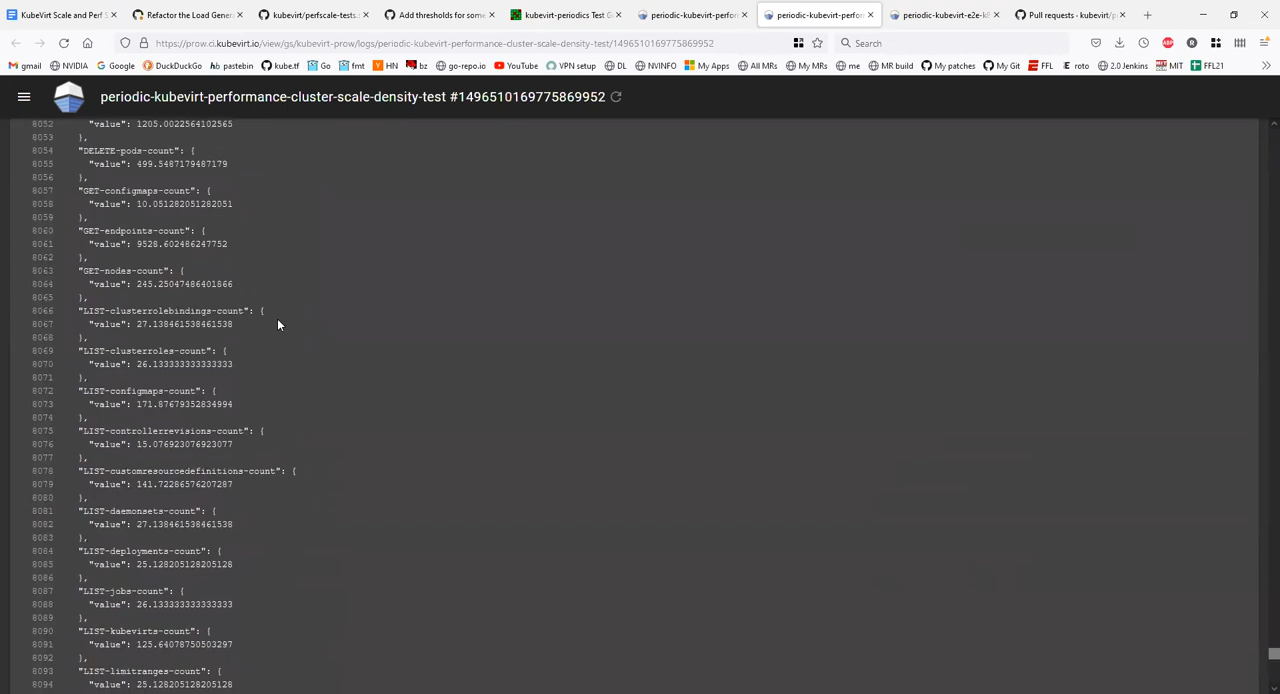 KubeVirt Scale and Perf S
Refactor the Load Genera
kubevirt/perfscale-tests:
Add thresholds for some
kubevirt-periodics Test G
periodic-kubevirt-perform
periodic-kubevirt-perform
periodic-kubevirt-e2e-k8
Pull requests · kubevirt/p
https://prow.ci.kubevirt.io/view/gs/kubevirt-prow/logs/periodic-kubevirt-performance-cluster-scale-density-test/1496510169775869952
Search
gmail NVIDIA Google DuckDuckGo hb pastebin kube.tf Go fmt HN bz go-repo.io YouTube VPN setup DL NVINFO My Apps All MRs My MRs me MR build My patches My Git FFL roto 2.0 Jenkins MIT FFL21
periodic-kubevirt-performance-cluster-scale-density-test #1496510169775869952
8052 "value": 1205.0022564102565
8053 },
8054 "DELETE-pods-count": {
8055 "value": 499.5487179487179
8056 },
8057 "GET-configmaps-count": {
8058 "value": 10.051282051282051
8059 },
8060 "GET-endpoints-count": {
8061 "value": 9528.602486247752
8062 },
8063 "GET-nodes-count": {
8064 "value": 245.25047486401866
8065 },
8066 "LIST-clusterrolebindings-count": {
8067 "value": 27.138461538461538
8068 },
8069 "LIST-clusterroles-count": {
8070 "value": 26.133333333333333
8071 },
8072 "LIST-configmaps-count": {
8073 "value": 171.87679352834994
8074 },
8075 "LIST-controllerrevisions-count": {
8076 "value": 15.076923076923077
8077 },
8078 "LIST-customresourcedefinitions-count": {
8079 "value": 141.72286576207287
8080 },
8081 "LIST-daemonsets-count": {
8082 "value": 27.138461538461538
8083 },
8084 "LIST-deployments-count": {
8085 "value": 25.128205128205128
8086 },
8087 "LIST-jobs-count": {
8088 "value": 26.133333333333333
8089 },
8090 "LIST-kubevirts-count": {
8091 "value": 125.64078750503297
8092 },
8093 "LIST-limitranges-count": {
8094 "value": 25.128205128205128